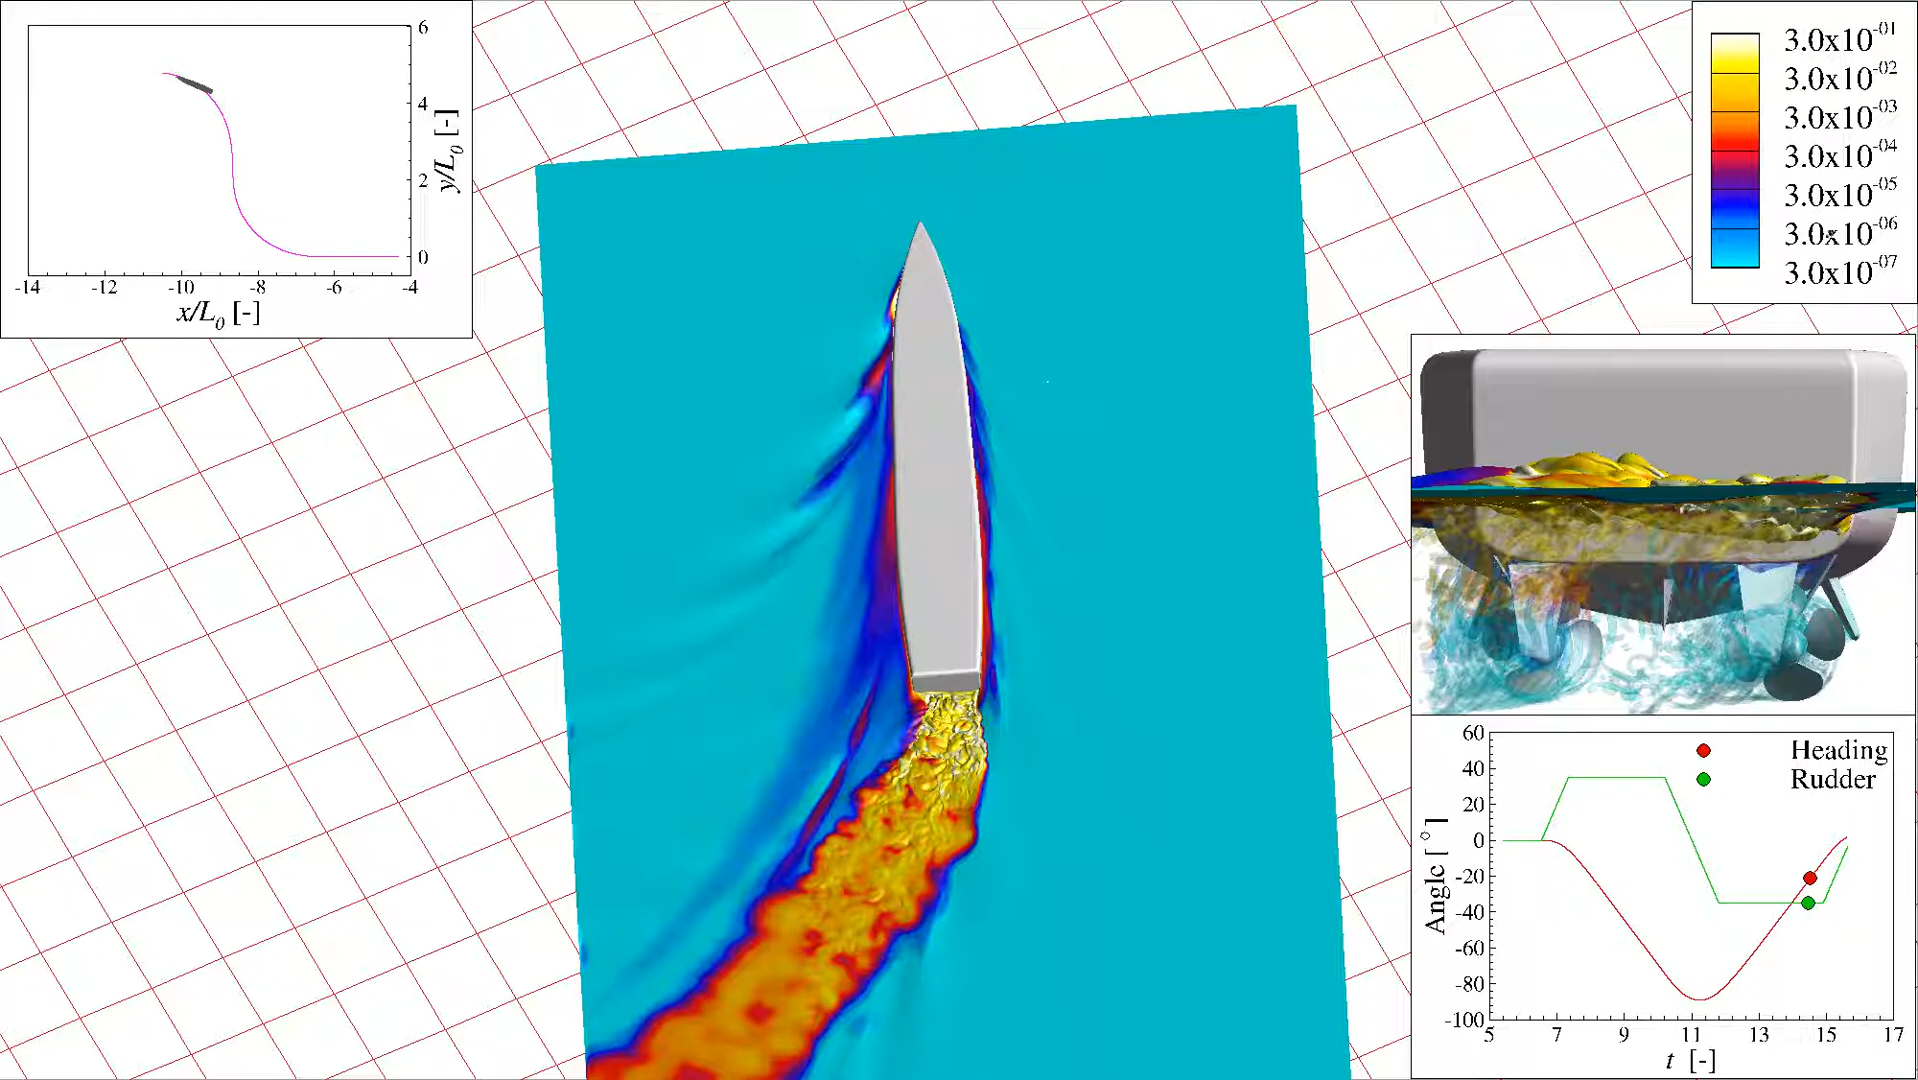 6
4
2
0
y/L0 [-]
-14 -12 -10 -8 -6 -4
x/L0 [-]
3.0x10-01
3.0x10-02
3.0x10-03
3.0x10-04
3.0x10-05
3.0x10-06
3.0x10-07
60
40
20
0
-20
-40
-60
-80
-100
Angle [°]
Heading
Rudder
5 7 9 11 13 15 17
t [-]